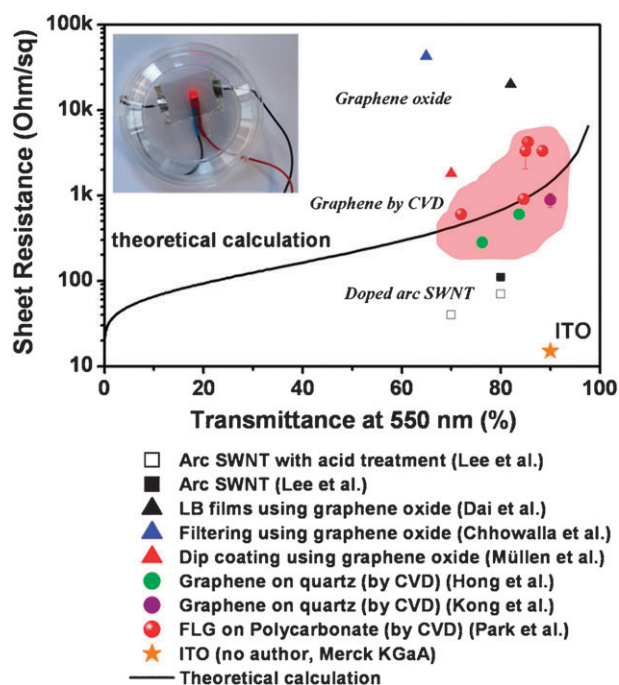 100k
10k
1k
100
10
Sheet Resistance (Ohm/sq)
Graphene oxide
Graphene by CVD
theoretical calculation
Doped arc SWNT
ITO
0 20 40 60 80 100
Transmittance at 550 nm (%)
Arc SWNT with acid treatment (Lee et al.)
Arc SWNT (Lee et al.)
LB films using graphene oxide (Dai et al.)
Filtering using graphene oxide (Chhowalla et al.)
Dip coating using graphene oxide (Müllen et al.)
Graphene on quartz (by CVD) (Hong et al.)
Graphene on quartz (by CVD) (Kong et al.)
FLG on Polycarbonate (by CVD) (Park et al.)
ITO (no author, Merck KGaA)
Theoretical calculation